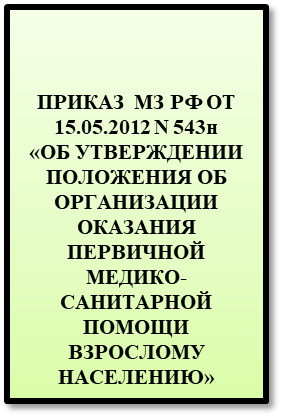 ПРИКАЗ МЗ РФ ОТ
15.05.2012 N 543н
«ОБ УТВЕРЖДЕНИИ
ПОЛОЖЕНИЯ ОБ
ОРГАНИЗАЦИИ
ОКАЗАНИЯ
ПЕРВИЧНОЙ
МЕДИКО-
САНИТАРНОЙ
ПОМОЩИ
ВЗРОСЛОМУ
НАСЕЛЕНИЮ»